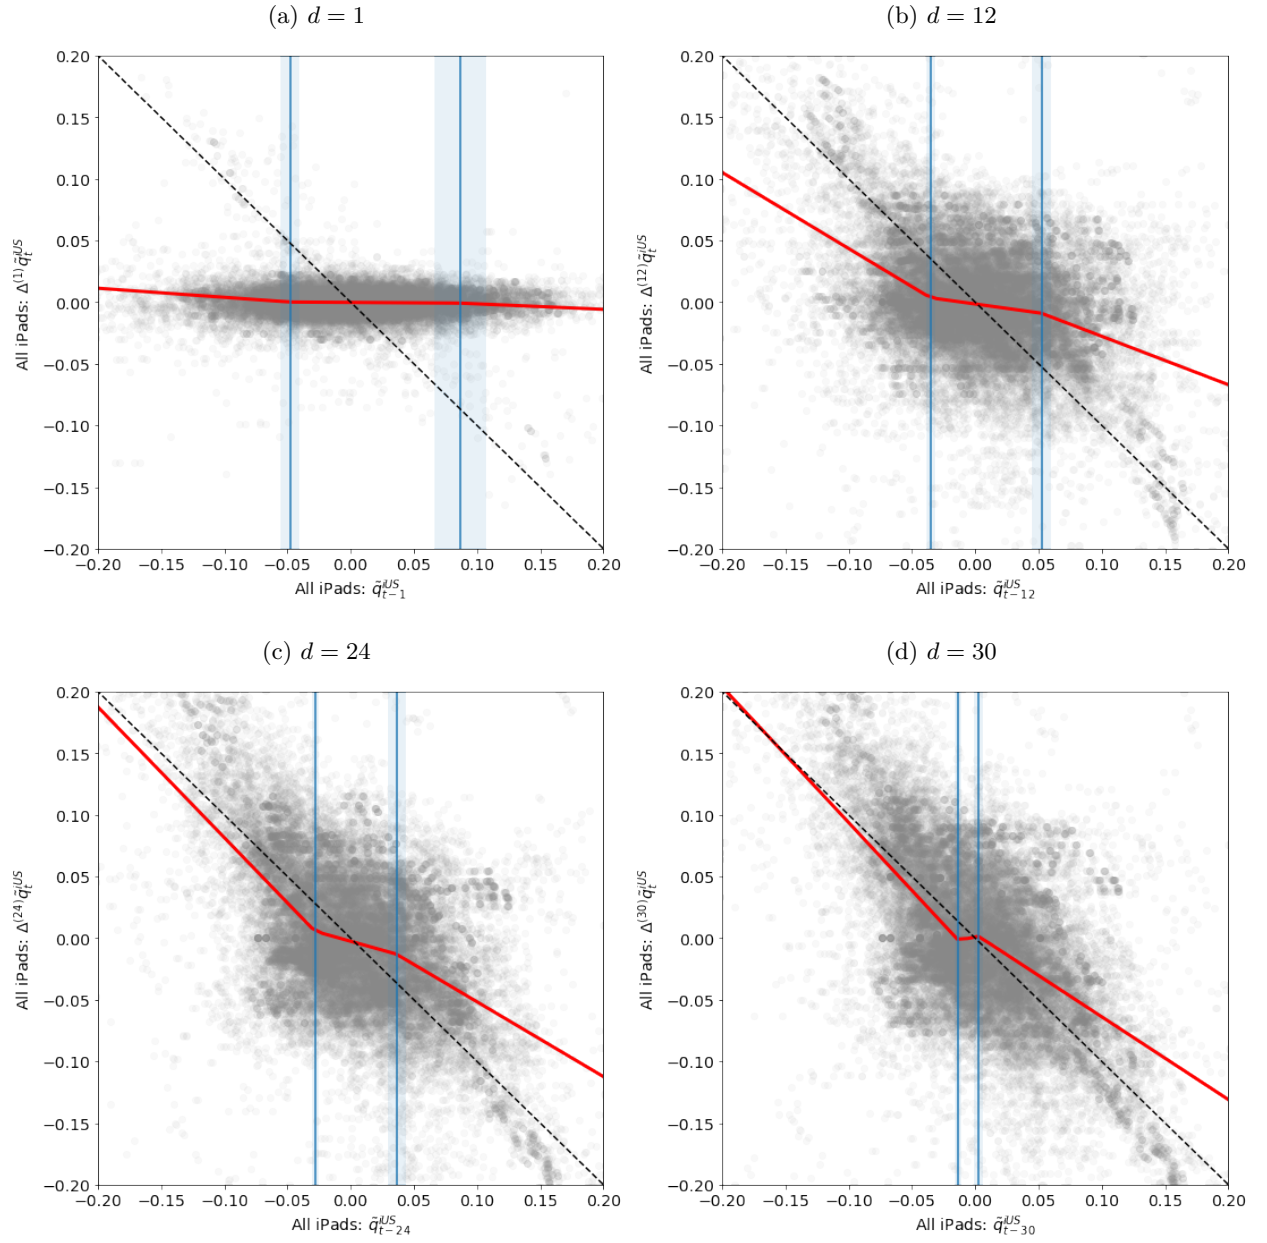 (a) d = 1
(b) d = 12
0.20
0.15
0.10
0.05
0.00
−0.05
−0.10
−0.15
−0.20
All iPads: Δ^{(1)} q̃_t^{iUS}
−0.20 −0.15 −0.10 −0.05 0.00 0.05 0.10 0.15 0.20
All iPads: q̃_{t−1}^{iUS}
0.20
0.15
0.10
0.05
0.00
−0.05
−0.10
−0.15
−0.20
All iPads: Δ^{(12)} q̃_t^{iUS}
−0.20 −0.15 −0.10 −0.05 0.00 0.05 0.10 0.15 0.20
All iPads: q̃_{t−12}^{iUS}
(c) d = 24
(d) d = 30
0.20
0.15
0.10
0.05
0.00
−0.05
−0.10
−0.15
−0.20
All iPads: Δ^{(24)} q̃_t^{iUS}
−0.20 −0.15 −0.10 −0.05 0.00 0.05 0.10 0.15 0.20
All iPads: q̃_{t−24}^{iUS}
0.20
0.15
0.10
0.05
0.00
−0.05
−0.10
−0.15
−0.20
All iPads: Δ^{(30)} q̃_t^{iUS}
−0.20 −0.15 −0.10 −0.05 0.00 0.05 0.10 0.15 0.20
All iPads: q̃_{t−30}^{iUS}